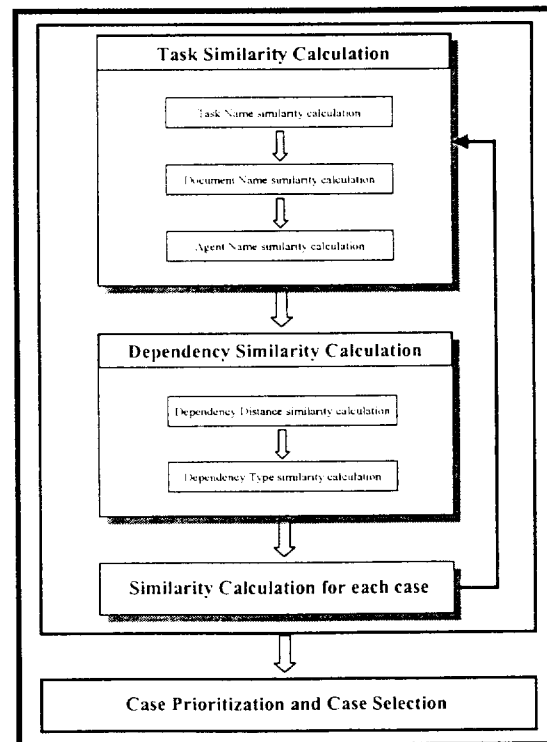 Task Similarity Calculation
Task Name similarity calculation
Document Name similarity calculation
Agent Name similarity calculation
Dependency Similarity Calculation
Dependency Distance similarity calculation
Dependency Type similarity calculation
Similarity Calculation for each case
Case Prioritization and Case Selection